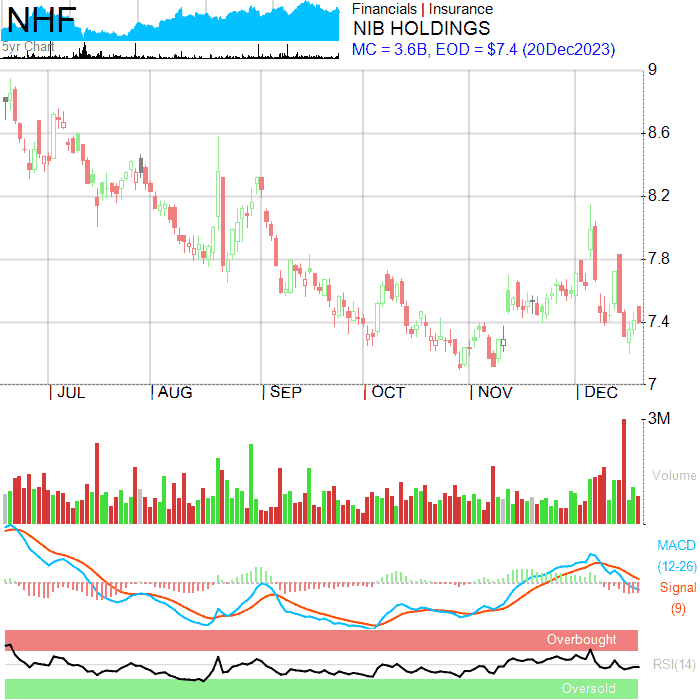 NHF
5yr Chart
Financials | Insurance
NIB HOLDINGS
MC = 3.6B, EOD = $7.4 (20Dec2023)
9
8.6
8.2
7.8
7.4
7
JUL
AUG
SEP
OCT
NOV
DEC
3M
Volume
MACD
(12-26)
Signal
(9)
Overbought
RSI(14)
Oversold